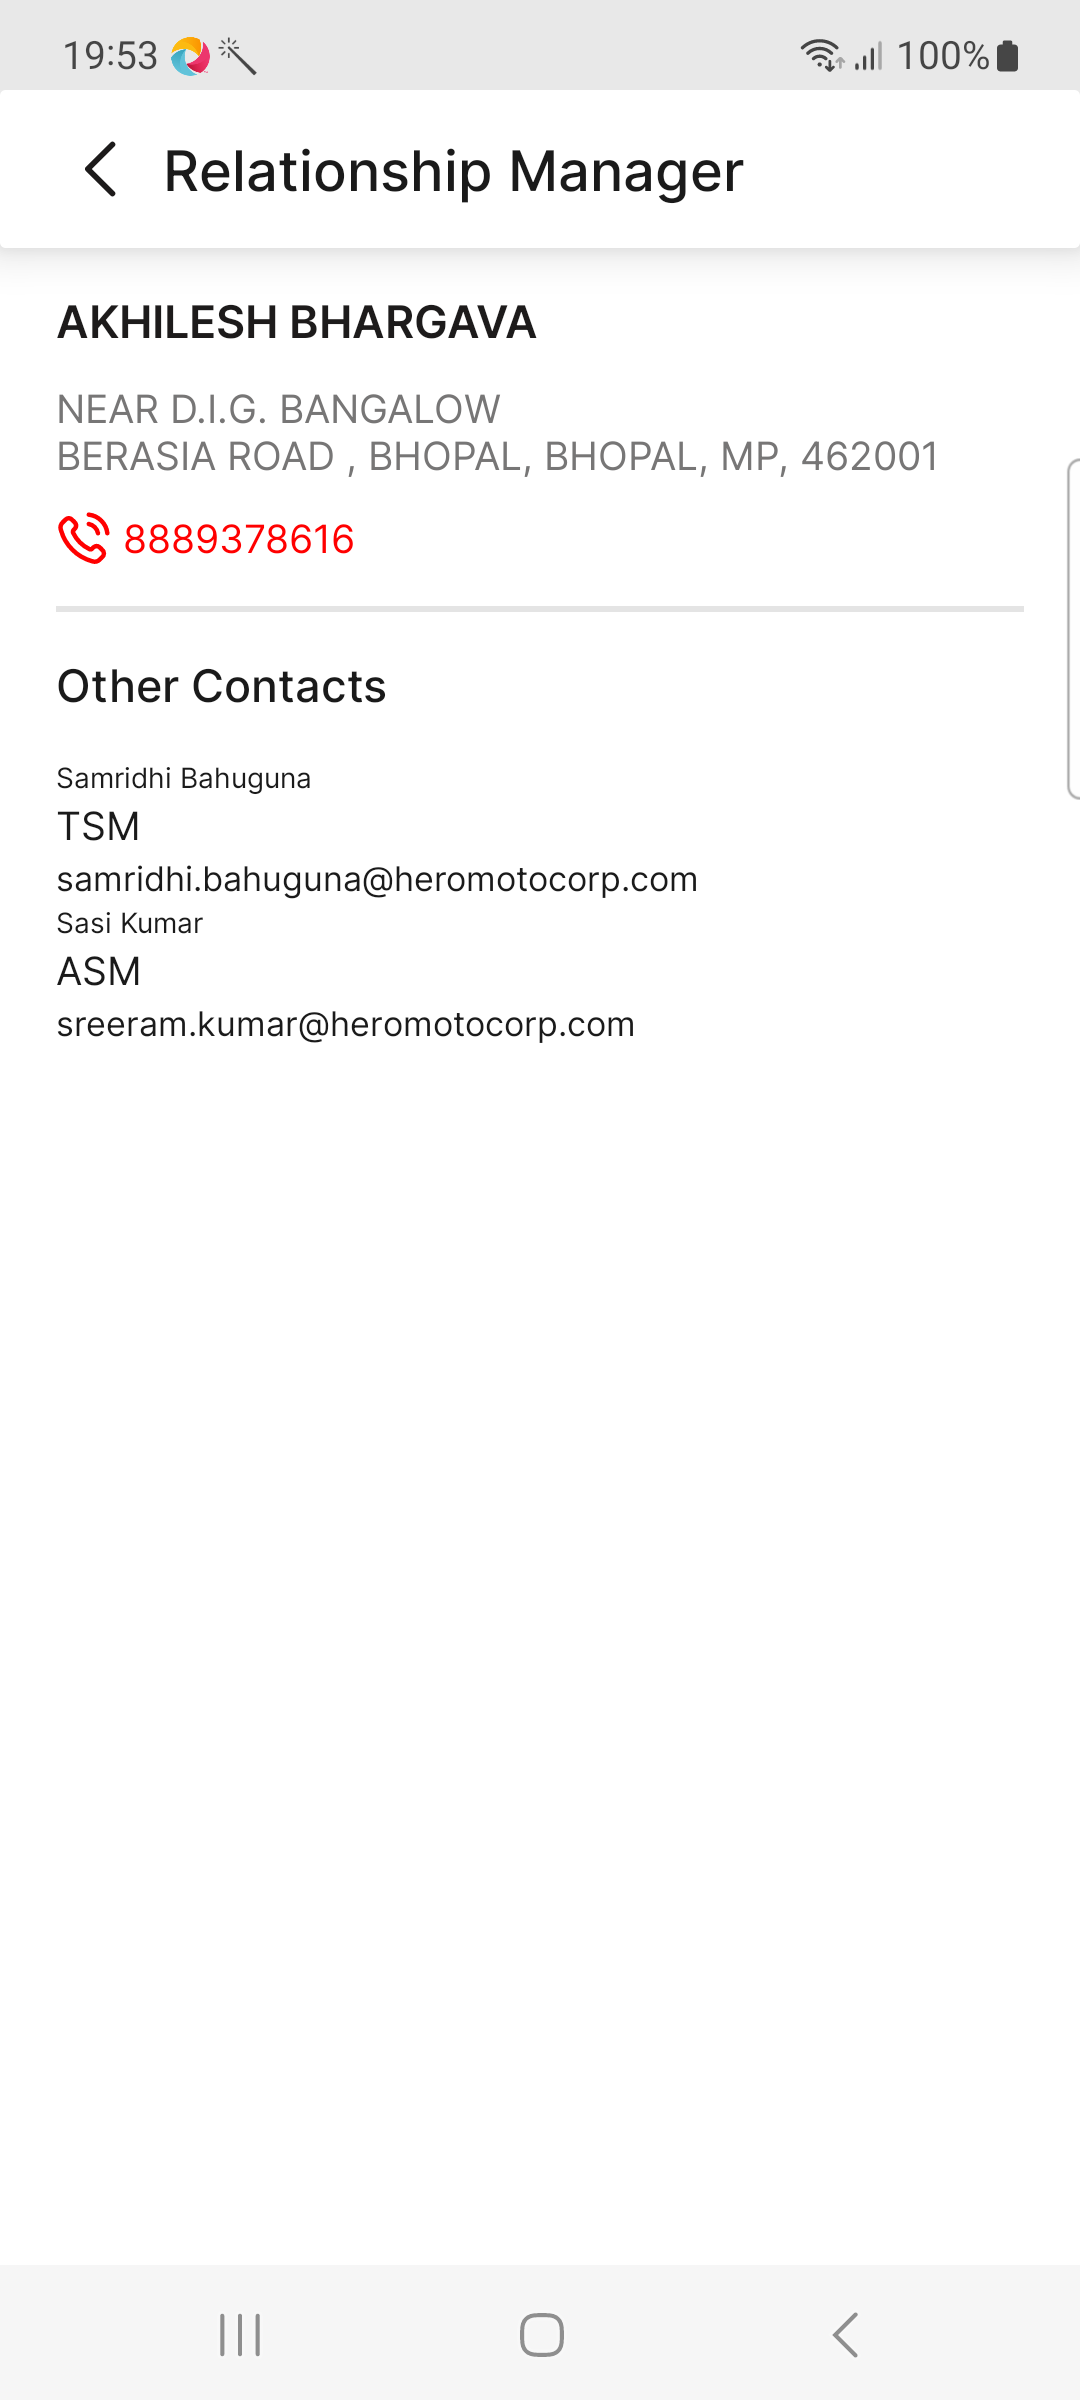 19:53
100%
Relationship Manager
AKHILESH BHARGAVA
NEAR D.I.G. BANGALOW
BERASIA ROAD , BHOPAL, BHOPAL, MP, 462001
8889378616
Other Contacts
Samridhi Bahuguna
TSM
samridhi.bahuguna@heromotocorp.com
Sasi Kumar
ASM
sreeram.kumar@heromotocorp.com